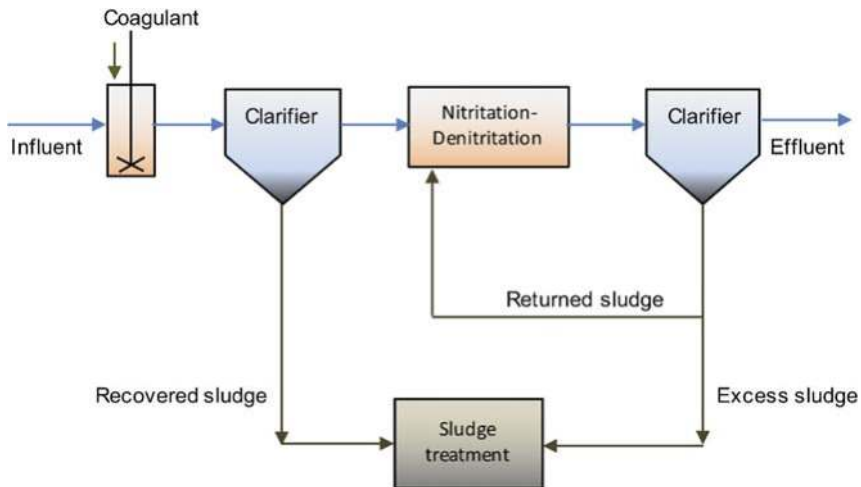 Coagulant
Influent
Clarifier
Nitritation-
Denitritation
Clarifier
Effluent
Returned sludge
Recovered sludge
Excess sludge
Sludge
treatment